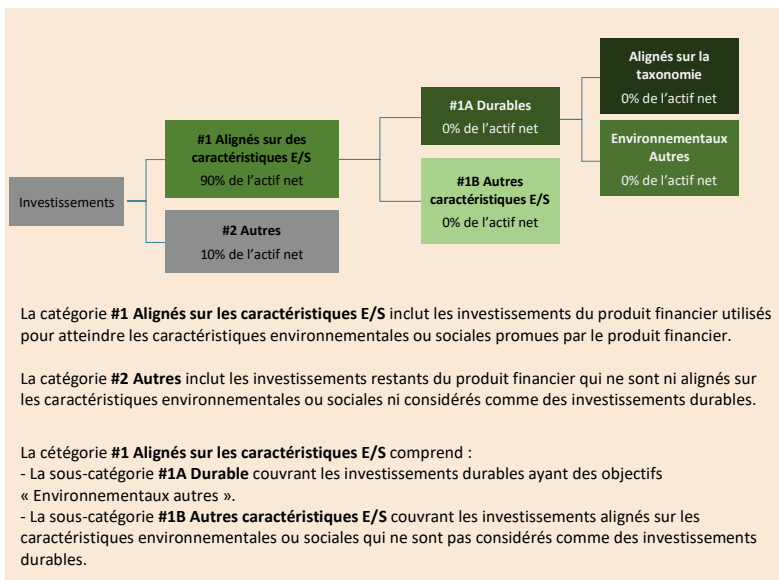 Investissements
#1 Alignés sur des
caractéristiques E/S
90% de l'actif net
#2 Autres
10% de l'actif net
#1A Durables
0% de l'actif net
#1B Autres
caractéristiques E/S
0% de l'actif net
Alignés sur la
taxonomie
0% de l'actif net
Environnementaux
Autres
0% de l'actif net
La catégorie #1 Alignés sur les caractéristiques E/S inclut les investissements du produit financier utilisés
pour atteindre les caractéristiques environnementales ou sociales promues par le produit financier.
La catégorie #2 Autres inclut les investissements restants du produit financier qui ne sont ni alignés sur
les caractéristiques environnementales ou sociales ni considérés comme des investissements durables.
La cétégorie #1 Alignés sur les caractéristiques E/S comprend :
- La sous-catégorie #1A Durable couvrant les investissements durables ayant des objectifs
« Environnementaux autres ».
- La sous-catégorie #1B Autres caractéristiques E/S couvrant les investissements alignés sur les
caractéristiques environnementales ou sociales qui ne sont pas considérés comme des investissements
durables.